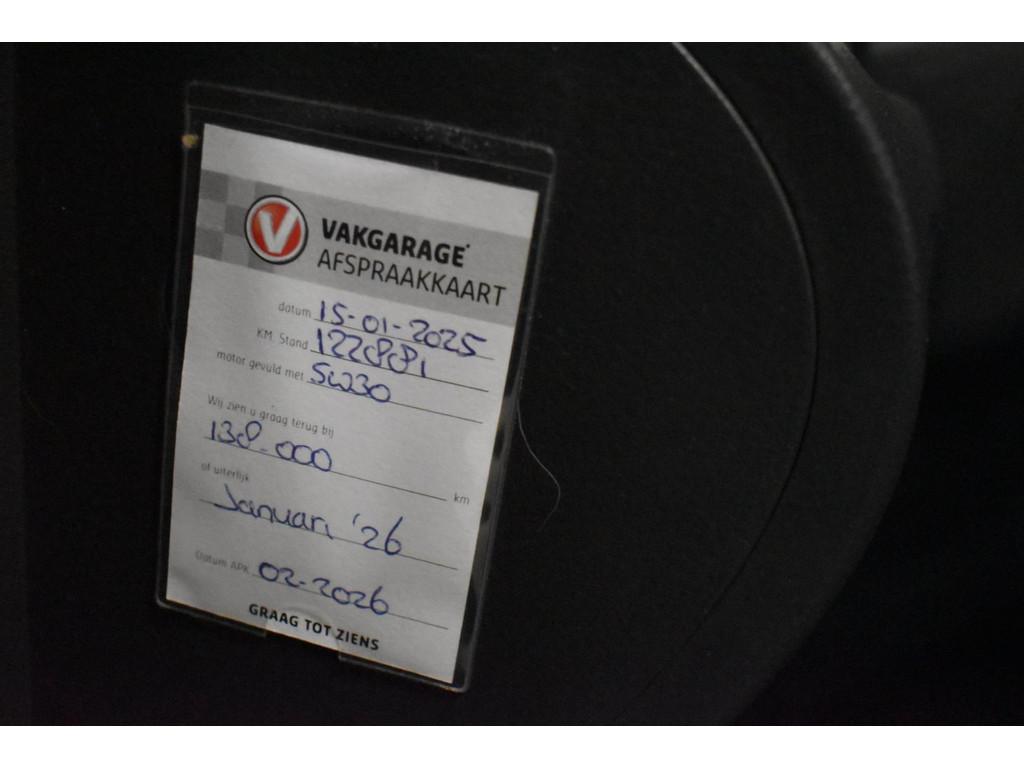 V
VAKGARAGE
AFSPRAAKKAART
datum 15-01-2025
KM. Stand 122881
motor gevuld met 5w30
Wij zien u graag terug bij
138.000 km
of uiterlijk
Januari '26
Datum APK 02-2026
GRAAG TOT ZIENS